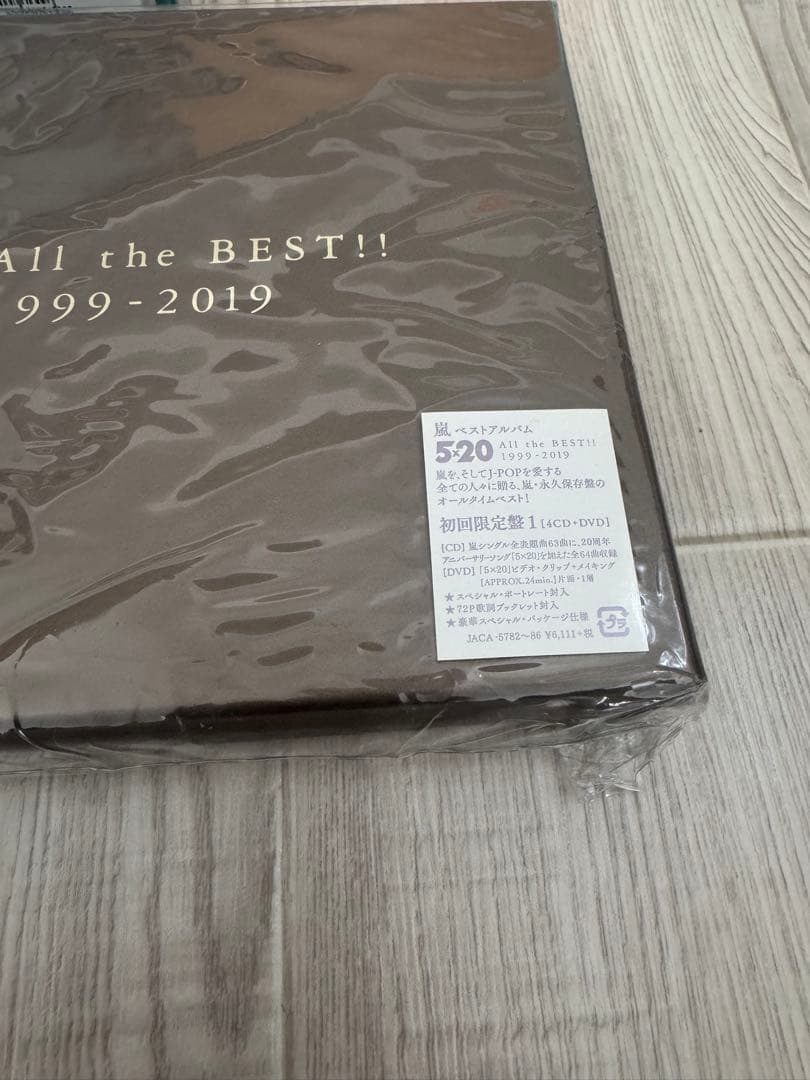 All the BEST!!
999-2019
嵐 ベストアルバム
5×20 All the BEST!!
1999-2019
嵐を、そしてJ-POPを愛する
全ての人々に贈る、嵐・永久保存盤の
オールタイムベスト!
初回限定盤1 [4CD+DVD]
[CD] 嵐シングル全表題曲63曲に、20周年
アニバーサリーソング「5×20」を加えた全64曲収録
[DVD] 「5×20」ビデオ・クリップ+メイキング
[APPROX.24min.]片面・1層
★スペシャル・ポートレート封入
★72P歌詞ブックレット封入
★豪華スペシャル・パッケージ仕様
JACA-5782〜86 ¥6,111+税
プラ